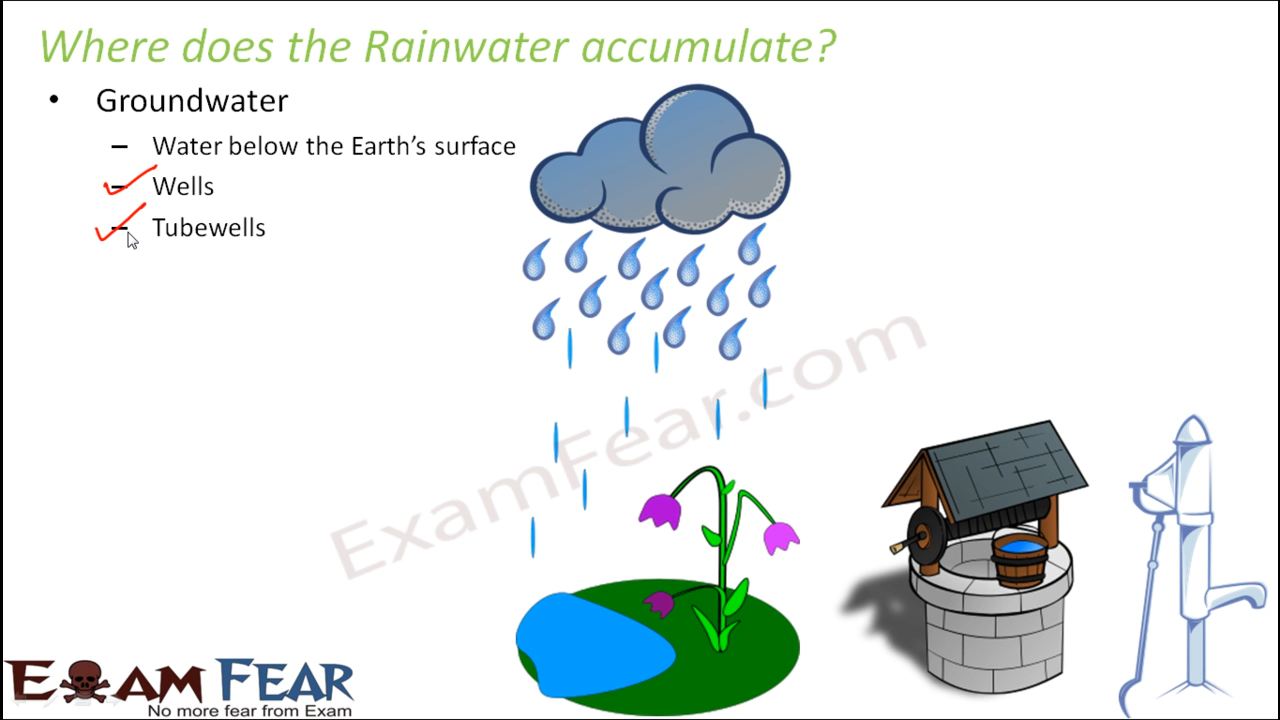 Where does the Rainwater accumulate?
• Groundwater
– Water below the Earth's surface
– Wells
– Tubewells
ExamFear.com
EXAM FEAR
No more fear from Exam